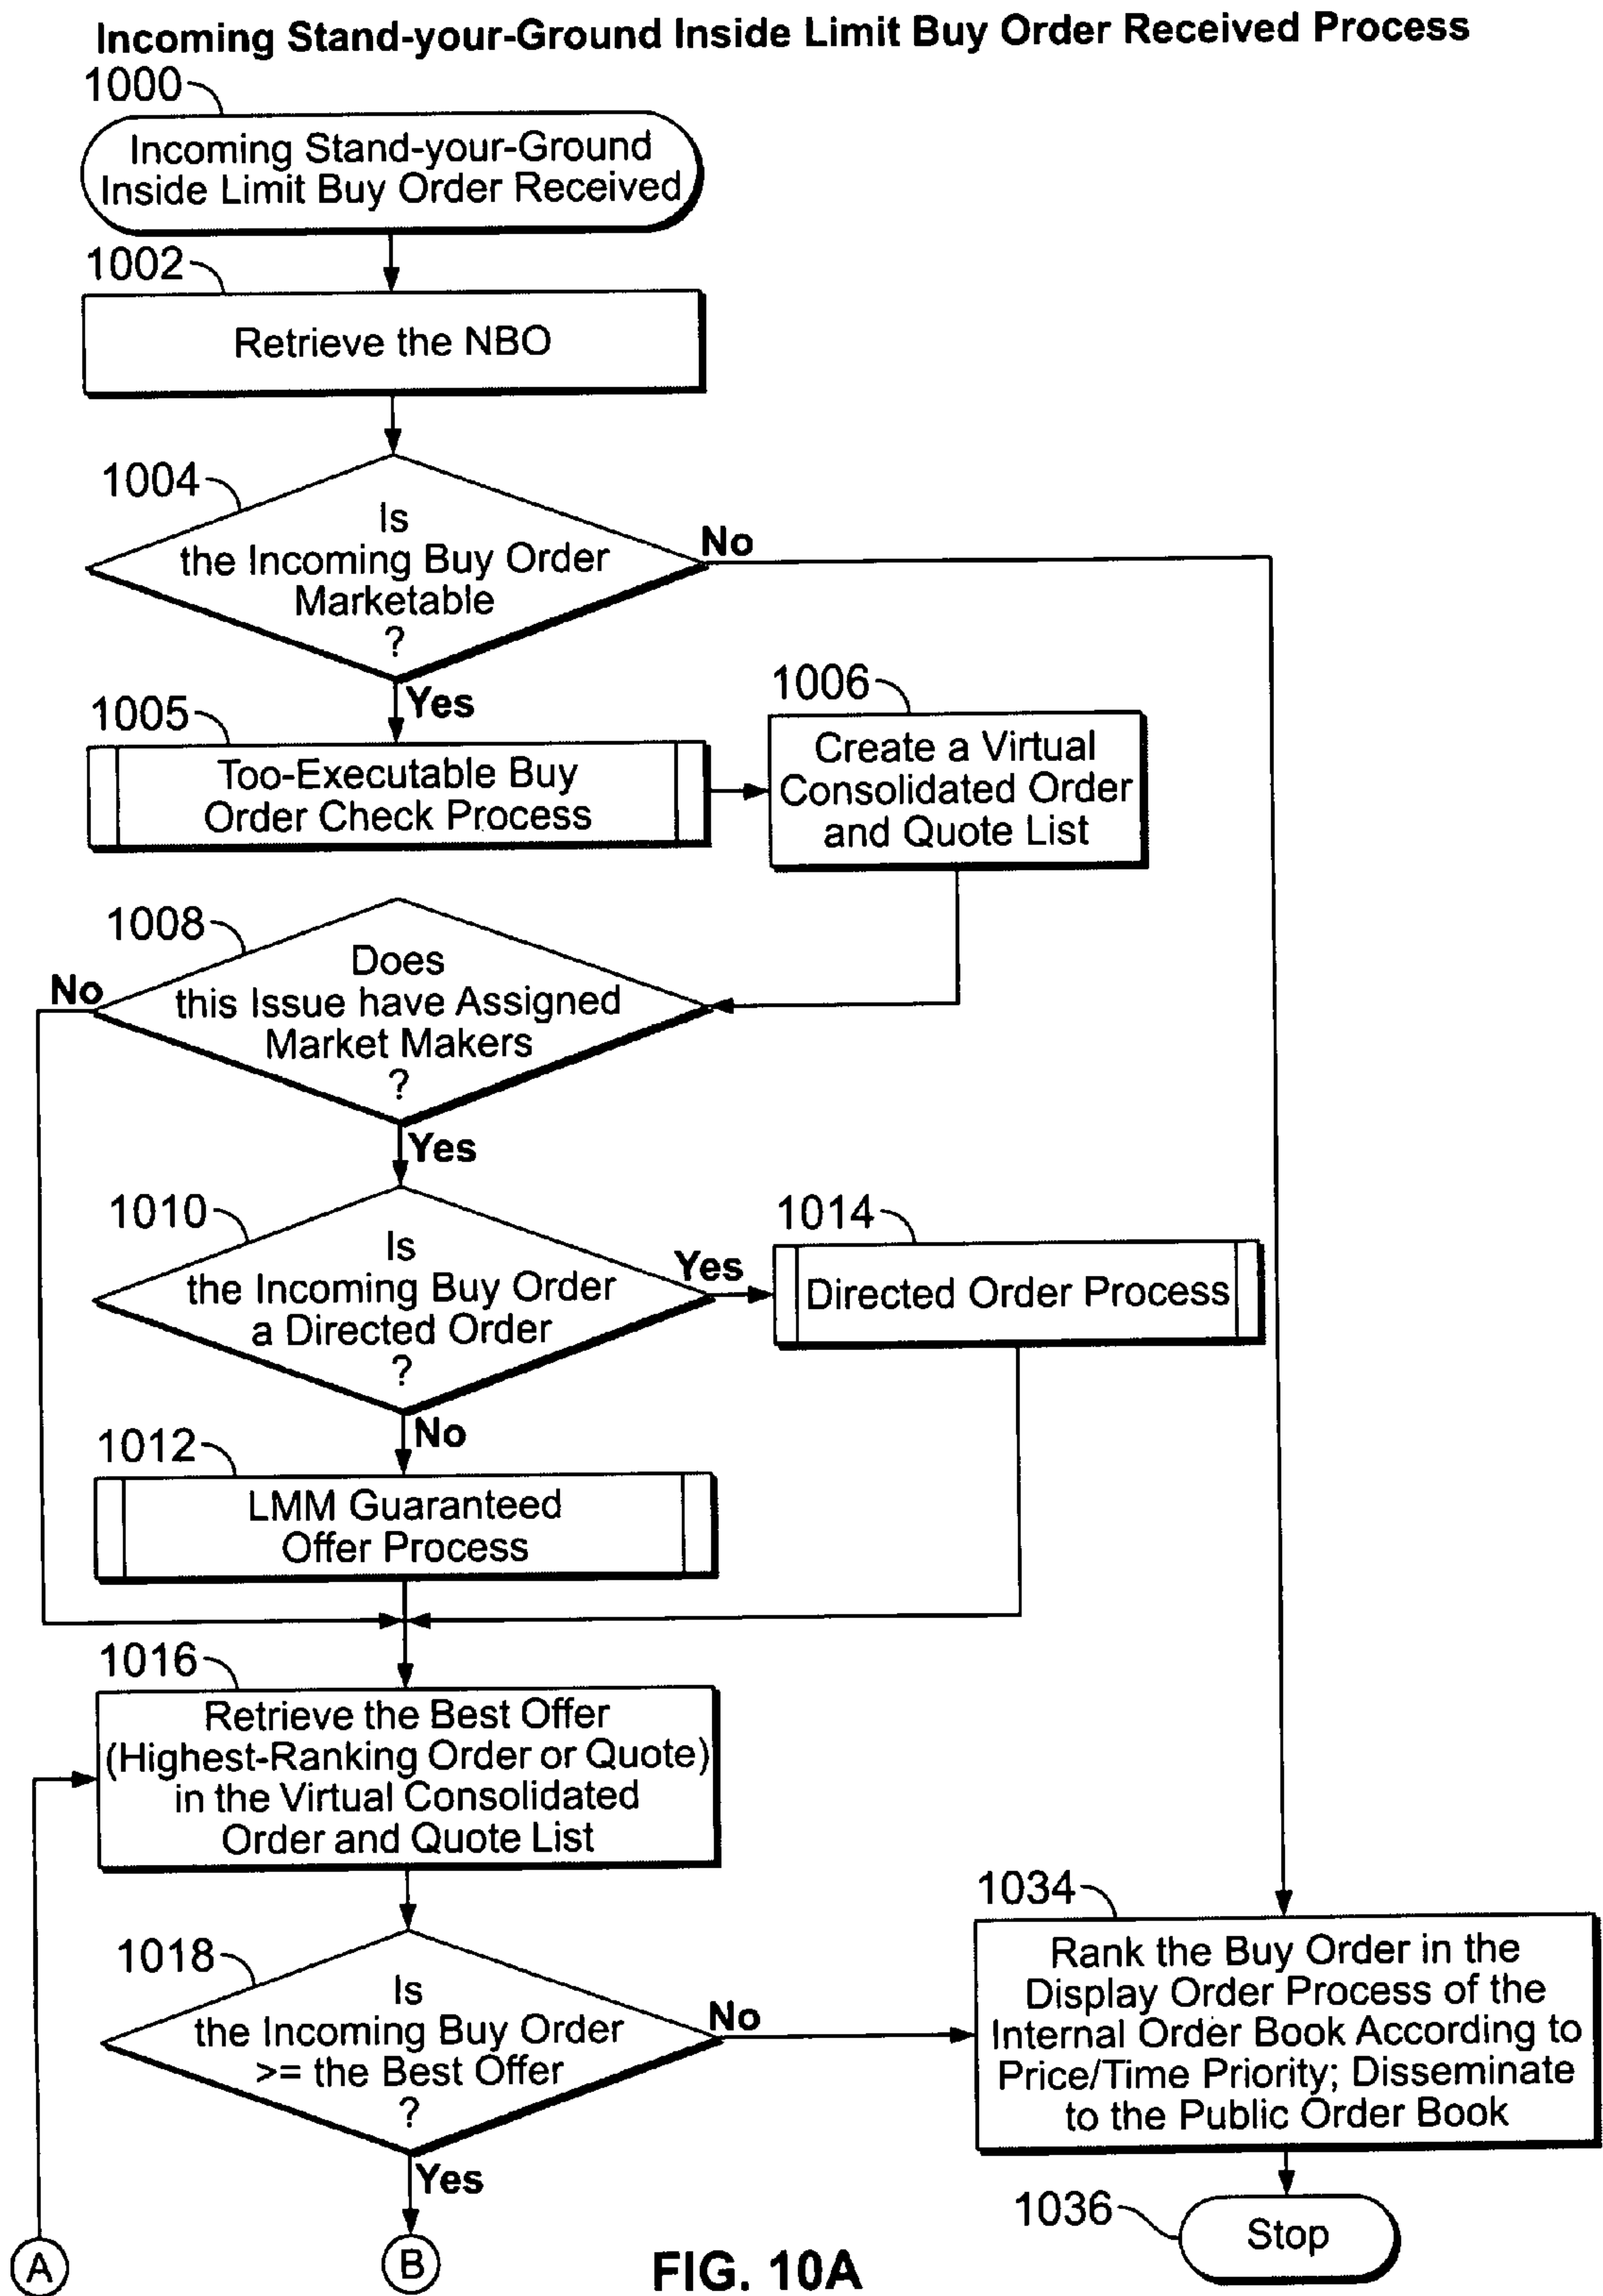 Incoming Stand-your-Ground Inside Limit Buy Order Received Process
1000
Incoming Stand-your-Ground
Inside Limit Buy Order Received
1002
Retrieve the NBO
1004
Is
the Incoming Buy Order
Marketable
?
No
Yes
1005
Too-Executable Buy
Order Check Process
1006
Create a Virtual
Consolidated Order
and Quote List
1008
Does
this Issue have Assigned
Market Makers
?
No
Yes
1010
Is
the Incoming Buy Order
a Directed Order
?
Yes
1014
Directed Order Process
No
1012
LMM Guaranteed
Offer Process
1016
Retrieve the Best Offer
(Highest-Ranking Order or Quote)
in the Virtual Consolidated
Order and Quote List
1018
Is
the Incoming Buy Order
>= the Best Offer
?
No
1034
Rank the Buy Order in the
Display Order Process of the
Internal Order Book According to
Price/Time Priority; Disseminate
to the Public Order Book
Yes
1036
Stop
A
B
FIG. 10A